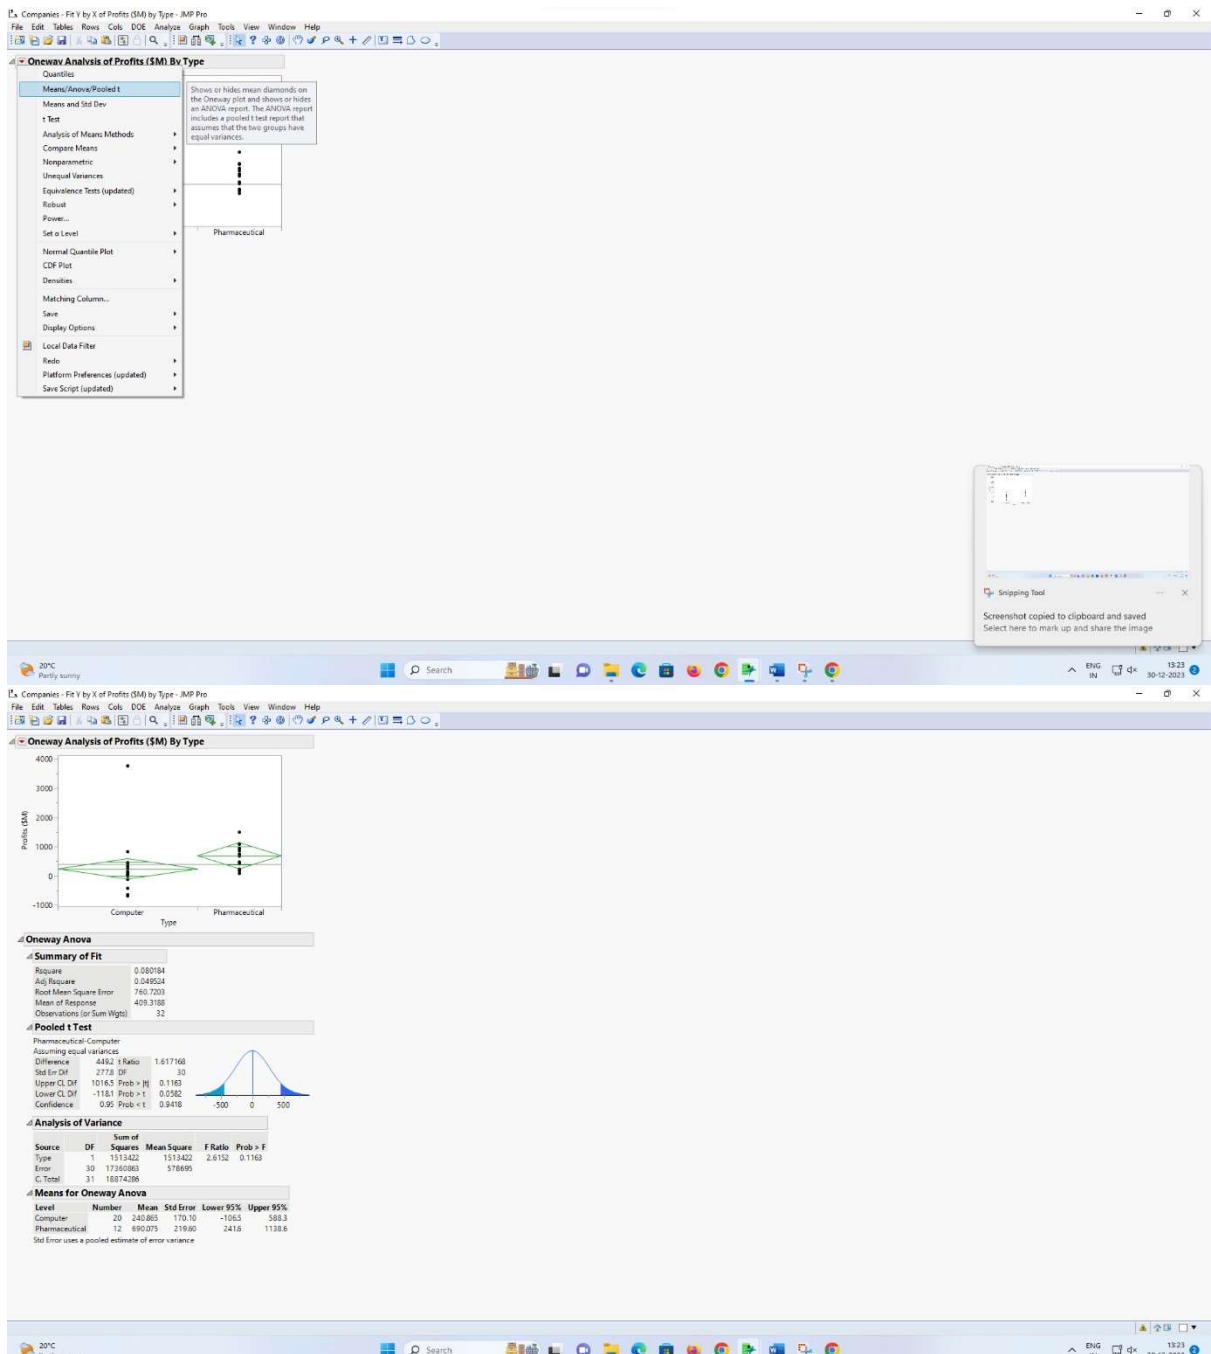 Companies - Fit Y by X of Profits ($M) by Type - JMP Pro
File Edit Tables Rows Cols DOE Analyze Graph Tools View Window Help
Oneway Analysis of Profits ($M) By Type
Quantiles
Means/Anova/Pooled t
Means and Std Dev
t Test
Analysis of Means Methods
Compare Means
Nonparametric
Unequal Variances
Equivalence Tests (updated)
Robust
Power...
Set α Level
Normal Quantile Plot
CDF Plot
Densities
Matching Column...
Save
Display Options
Local Data Filter
Redo
Platform Preferences (updated)
Save Script (updated)
Shows or hides mean diamonds on
the Oneway plot and shows or hides
an ANOVA report. The ANOVA report
includes a pooled t test report that
assumes that the two groups have
equal variances.
Pharmaceutical
Snipping Tool
Screenshot copied to clipboard and saved
Select here to mark up and share the image
20°C
Partly sunny
Search
ENG
IN
13:23
30-12-2023
Companies - Fit Y by X of Profits ($M) by Type - JMP Pro
File Edit Tables Rows Cols DOE Analyze Graph Tools View Window Help
Oneway Analysis of Profits ($M) By Type
4000
3000
2000
1000
0
-1000
Profits ($M)
Computer Pharmaceutical
Type
Oneway Anova
Summary of Fit
Rsquare 0.080184
Adj Rsquare 0.049524
Root Mean Square Error 760.7203
Mean of Response 409.3188
Observations (or Sum Wgts) 32
Pooled t Test
Pharmaceutical-Computer
Assuming equal variances
Difference 449.2 t Ratio 1.617168
Std Err Dif 277.8 DF 30
Upper CL Dif 1016.5 Prob > |t| 0.1163
Lower CL Dif -118.1 Prob > t 0.0582
Confidence 0.95 Prob < t 0.9418
-500 0 500
Analysis of Variance
Source DF Sum of Squares Mean Square F Ratio Prob > F
Type 1 1513422 1513422 2.6152 0.1163
Error 30 17360863 578695
C. Total 31 18874286
Means for Oneway Anova
Level Number Mean Std Error Lower 95% Upper 95%
Computer 20 240.865 170.10 -106.5 588.3
Pharmaceutical 12 690.075 219.60 241.6 1138.6
Std Error uses a pooled estimate of error variance
20°C
Search
ENG
13:23